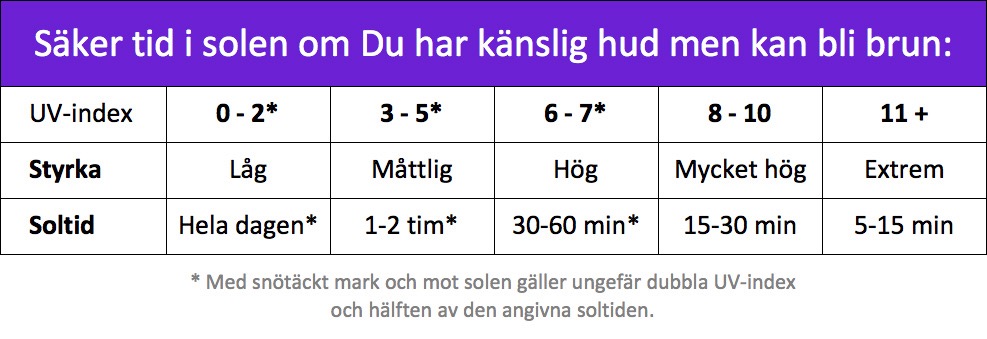 Säker tid i solen om Du har känslig hud men kan bli brun:
UV-index 0 - 2* 3 - 5* 6 - 7* 8 - 10 11 +
Styrka Låg Måttlig Hög Mycket hög Extrem
Soltid Hela dagen* 1-2 tim* 30-60 min* 15-30 min 5-15 min
* Med snötäckt mark och mot solen gäller ungefär dubbla UV-index
och hälften av den angivna soltiden.